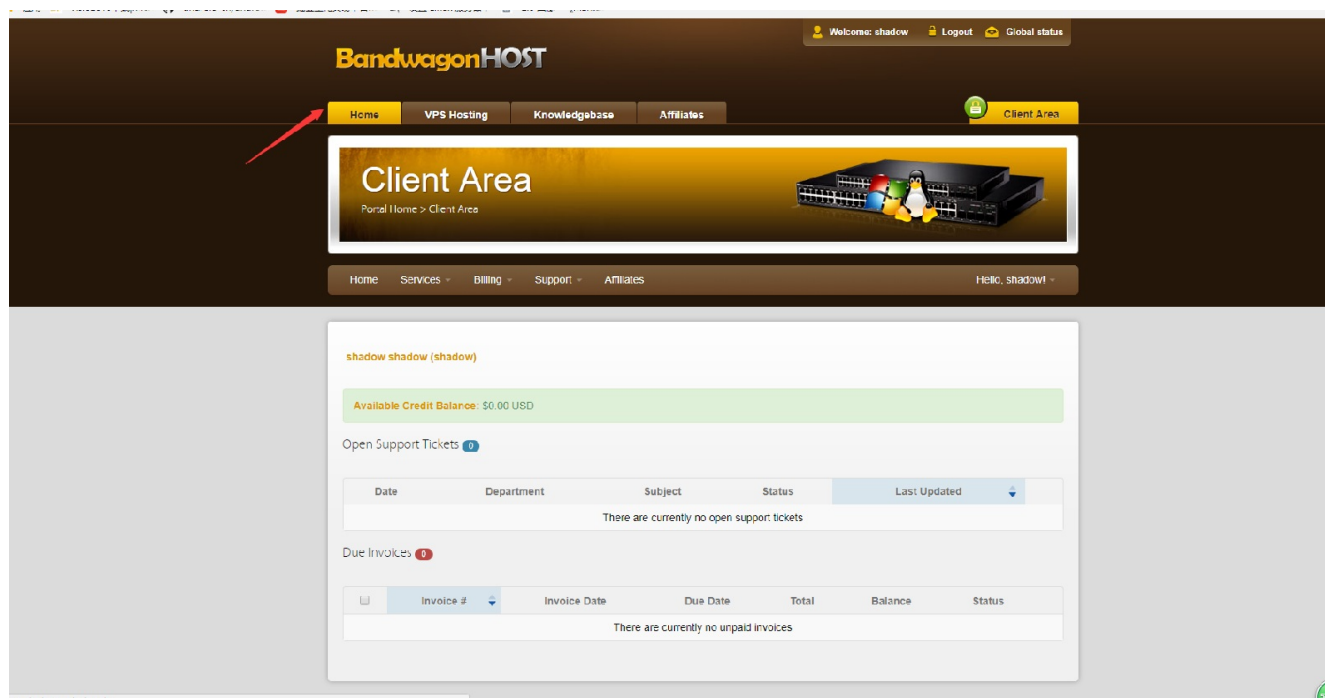 Welcome: shadow Logout Global status
BandwagonHOST
Home VPS Hosting Knowledgebase Affiliates Client Area
Client Area
Portal Home > Client Area
Home Services Billing Support Affiliates Hello, shadow!
shadow shadow (shadow)
Available Credit Balance: $0.00 USD
Open Support Tickets 0
Date Department Subject Status Last Updated
There are currently no open support tickets
Due Invoices 0
Invoice # Invoice Date Due Date Total Balance Status
There are currently no unpaid invoices